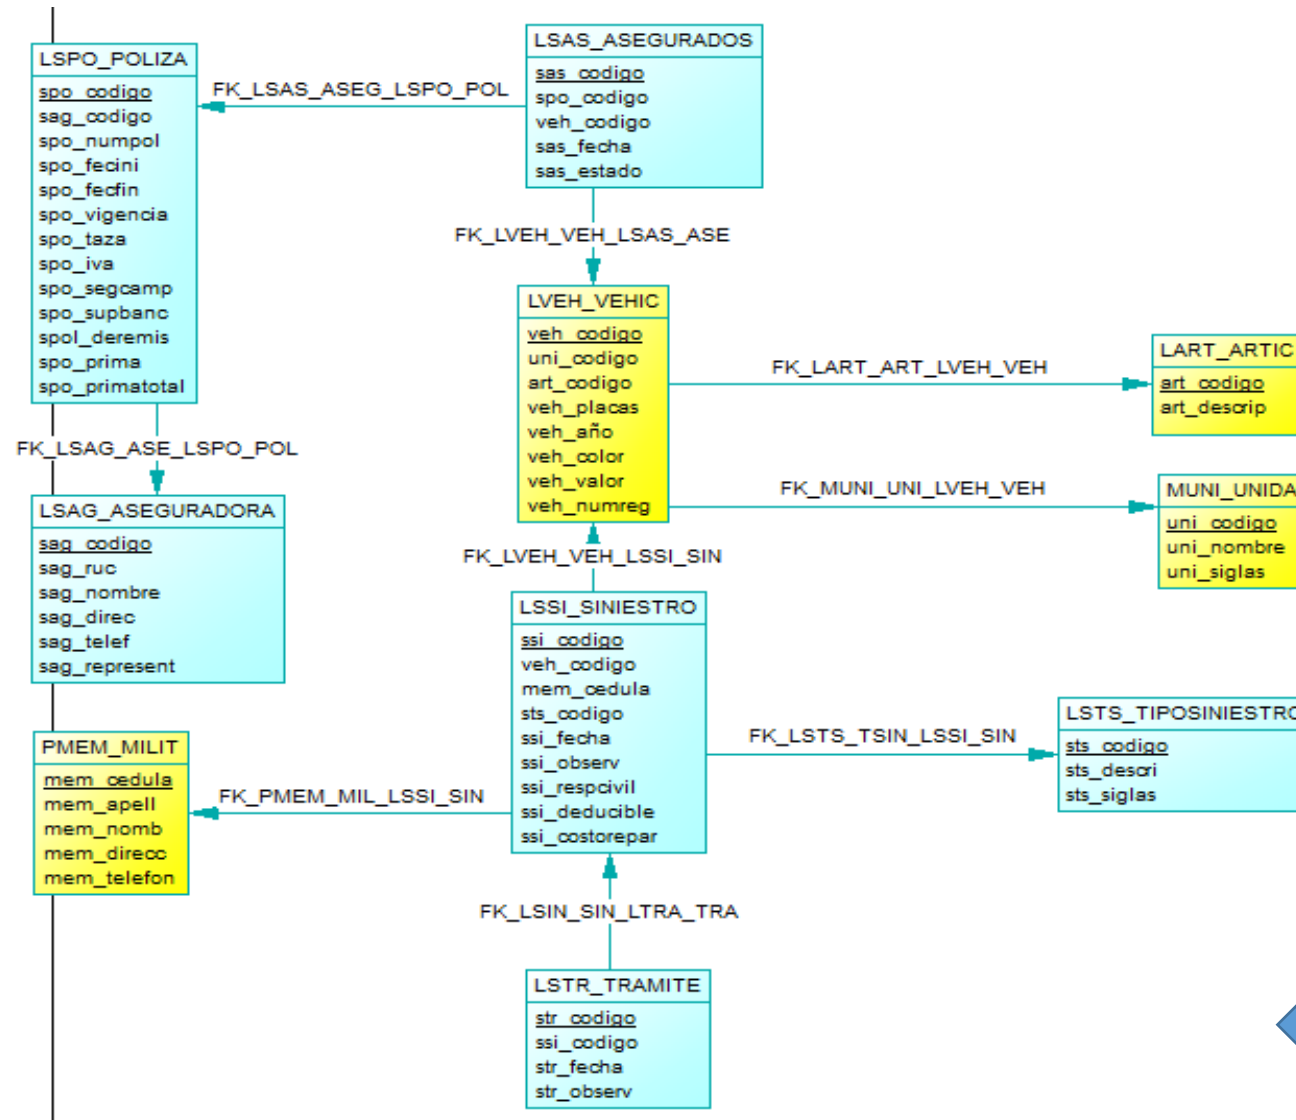 LSPO_POLIZA
spo_codigo
sag_codigo
spo_numpol
spo_fecini
spo_fecfin
spo_vigencia
spo_taza
spo_iva
spo_segcamp
spo_supbanc
spol_deremis
spo_prima
spo_primatotal
FK_LSAS_ASEG_LSPO_POL
LSAS_ASEGURADOS
sas_codigo
spo_codigo
veh_codigo
sas_fecha
sas_estado
FK_LVEH_VEH_LSAS_ASE
LVEH_VEHIC
veh_codigo
uni_codigo
art_codigo
veh_placas
veh_año
veh_color
veh_valor
veh_numreg
FK_LART_ART_LVEH_VEH
LART_ARTIC
art_codigo
art_descrip
FK_MUNI_UNI_LVEH_VEH
MUNI_UNIDA
uni_codigo
uni_nombre
uni_siglas
FK_LSAG_ASE_LSPO_POL
LSAG_ASEGURADORA
sag_codigo
sag_ruc
sag_nombre
sag_direc
sag_telef
sag_represent
FK_LVEH_VEH_LSSI_SIN
LSSI_SINIESTRO
ssi_codigo
veh_codigo
mem_cedula
sts_codigo
ssi_fecha
ssi_observ
ssi_respcivil
ssi_deducible
ssi_costorepar
FK_LSTS_TSIN_LSSI_SIN
LSTS_TIPOSINIESTRO
sts_codigo
sts_descri
sts_siglas
PMEM_MILIT
mem_cedula
mem_apell
mem_nomb
mem_direcc
mem_telefon
FK_PMEM_MIL_LSSI_SIN
FK_LSIN_SIN_LTRA_TRA
LSTR_TRAMITE
str_codigo
ssi_codigo
str_fecha
str_observ